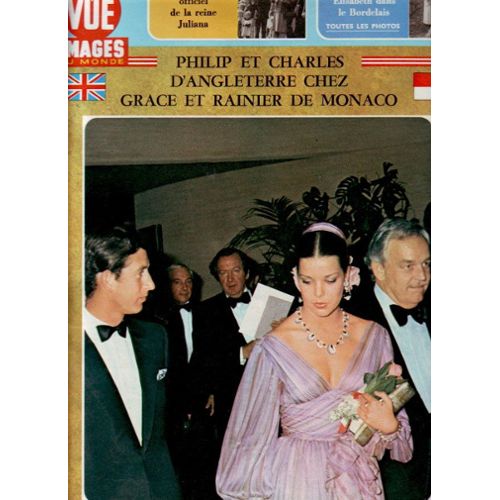 VUE
IMAGES
DU MONDE
officiel
de la reine
Juliana
Elisabeth dans
le Bordelais
TOUTES LES PHOTOS
PHILIP ET CHARLES
D'ANGLETERRE CHEZ
GRACE ET RAINIER DE MONACO